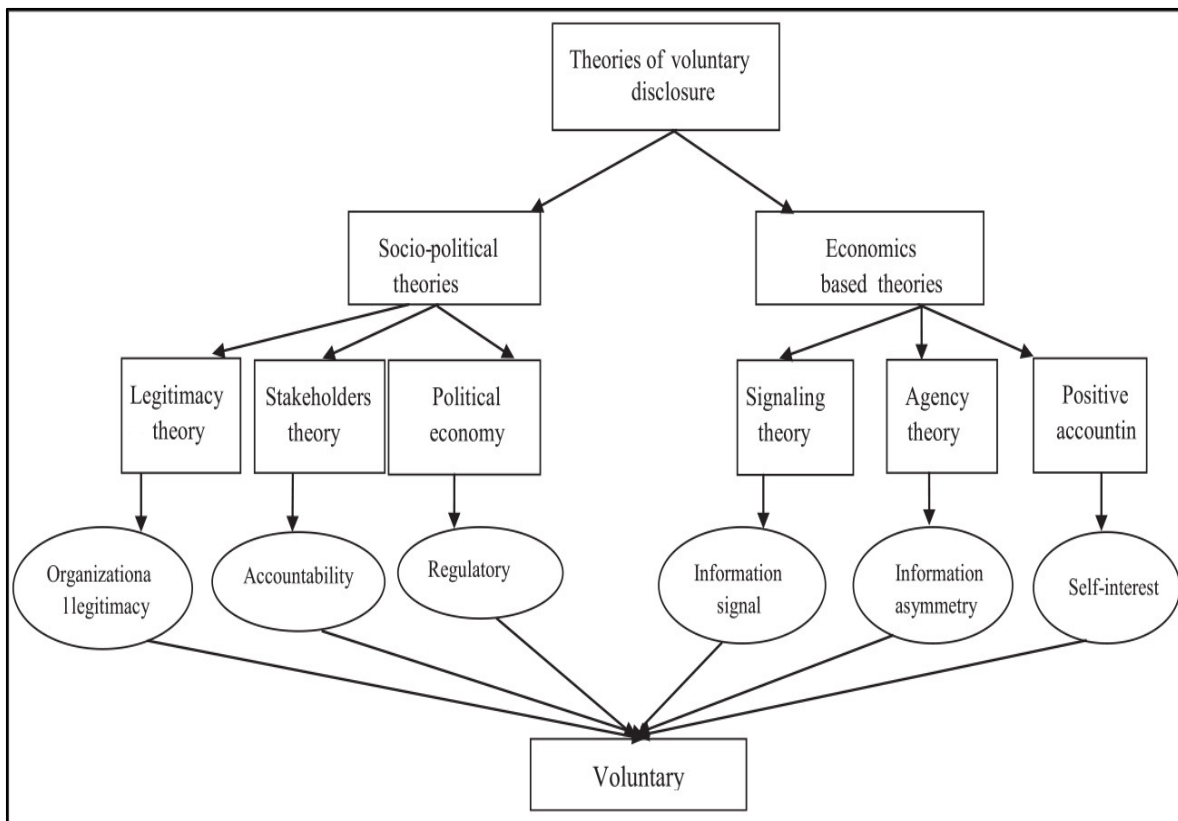 Theories of voluntary
disclosure
Socio-political
theories
Economics
based theories
Legitimacy
theory
Stakeholders
theory
Political
economy
Signaling
theory
Agency
theory
Positive
accountin
Organizationa
l legitimacy
Accountability
Regulatory
Information
signal
Information
asymmetry
Self-interest
Voluntary